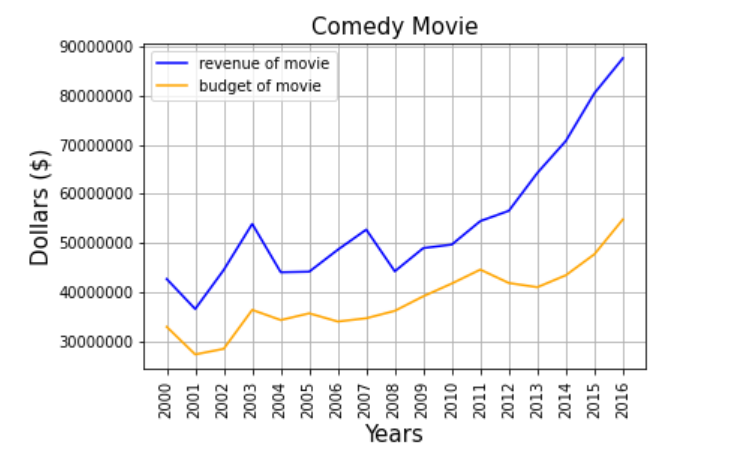 Comedy Movie
revenue of movie
budget of movie
Dollars ($)
90000000
80000000
70000000
60000000
50000000
40000000
30000000
2000 2001 2002 2003 2004 2005 2006 2007 2008 2009 2010 2011 2012 2013 2014 2015 2016
Years